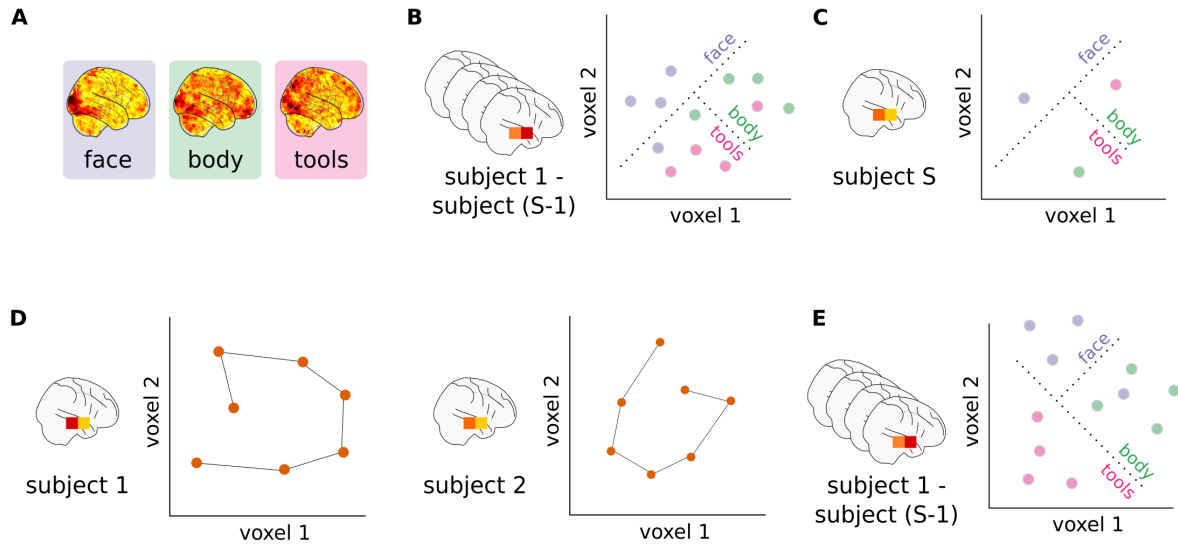 A
face
body
tools
B
subject 1 -
subject (S-1)
voxel 2
face
body
tools
voxel 1
C
subject S
voxel 2
face
body
tools
voxel 1
D
subject 1
voxel 2
voxel 1
subject 2
voxel 2
voxel 1
E
subject 1 -
subject (S-1)
voxel 2
face
body
tools
voxel 1